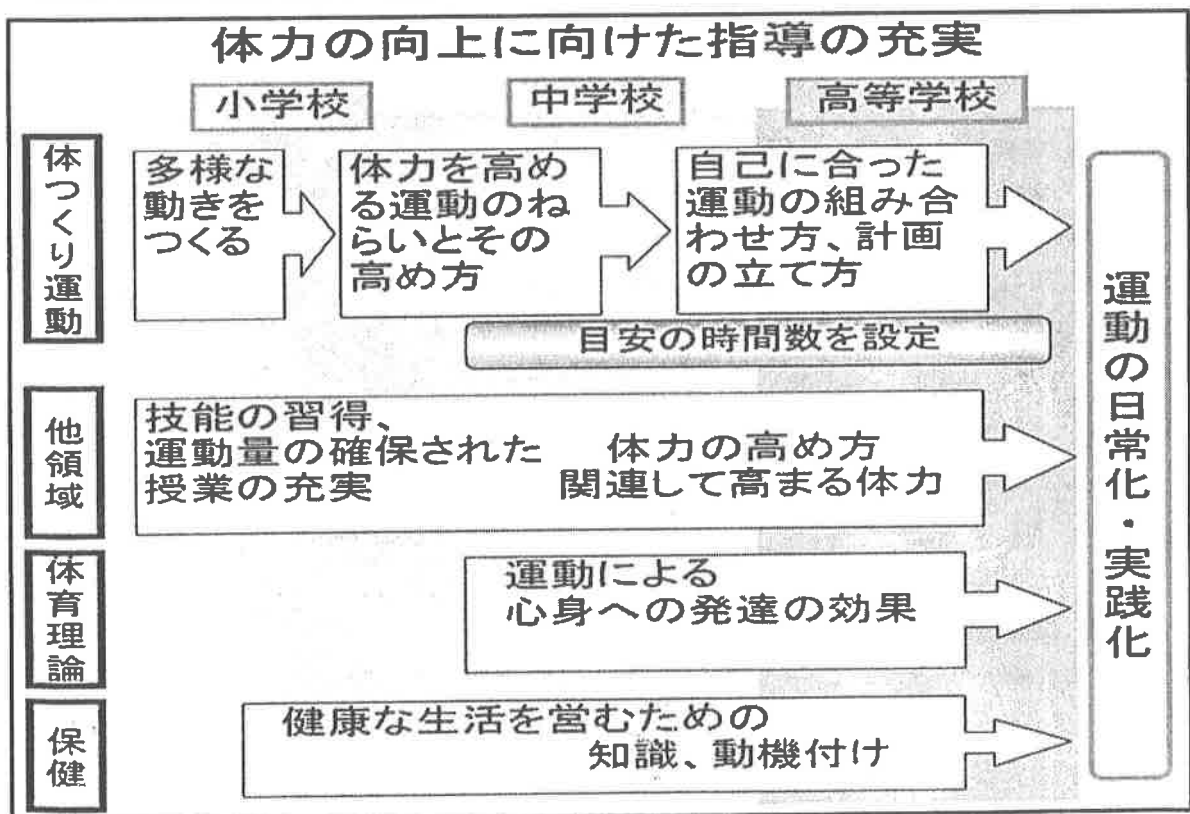 体力の向上に向けた指導の充実
小学校
中学校
高等学校
体つくり運動
多様な
動きを
つくる
体力を高め
る運動のね
らいとその
高め方
自己に合った
運動の組み合
わせ方、計画
の立て方
目安の時間数を設定
他領域
技能の習得、
運動量の確保された
授業の充実
体力の高め方
関連して高まる体力
体育理論
運動による
心身への発達の効果
保健
健康な生活を営むための
知識、動機付け
運動の日常化・実践化